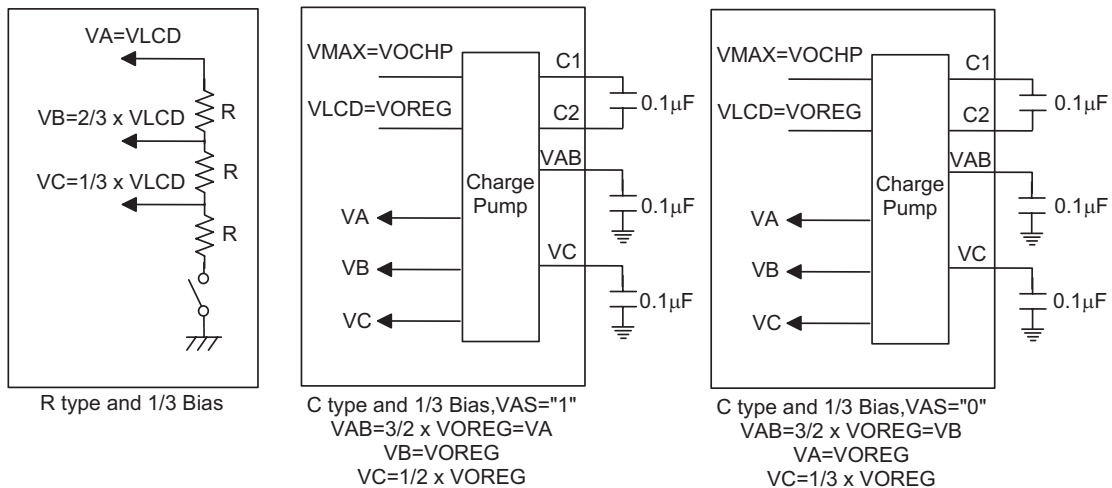 VA=VLCD
R
VB=2/3 x VLCD
R
VC=1/3 x VLCD
R
R type and 1/3 Bias
VMAX=VOCHP
C1
0.1μF
VLCD=VOREG
C2
VAB
Charge
Pump
0.1μF
VA
VB
VC
0.1μF
VC
C type and 1/3 Bias,VAS="1"
VAB=3/2 x VOREG=VA
VB=VOREG
VC=1/2 x VOREG
VMAX=VOCHP
C1
0.1μF
VLCD=VOREG
C2
VAB
Charge
Pump
0.1μF
VA
VB
VC
0.1μF
VC
C type and 1/3 Bias,VAS="0"
VAB=3/2 x VOREG=VB
VA=VOREG
VC=1/3 x VOREG